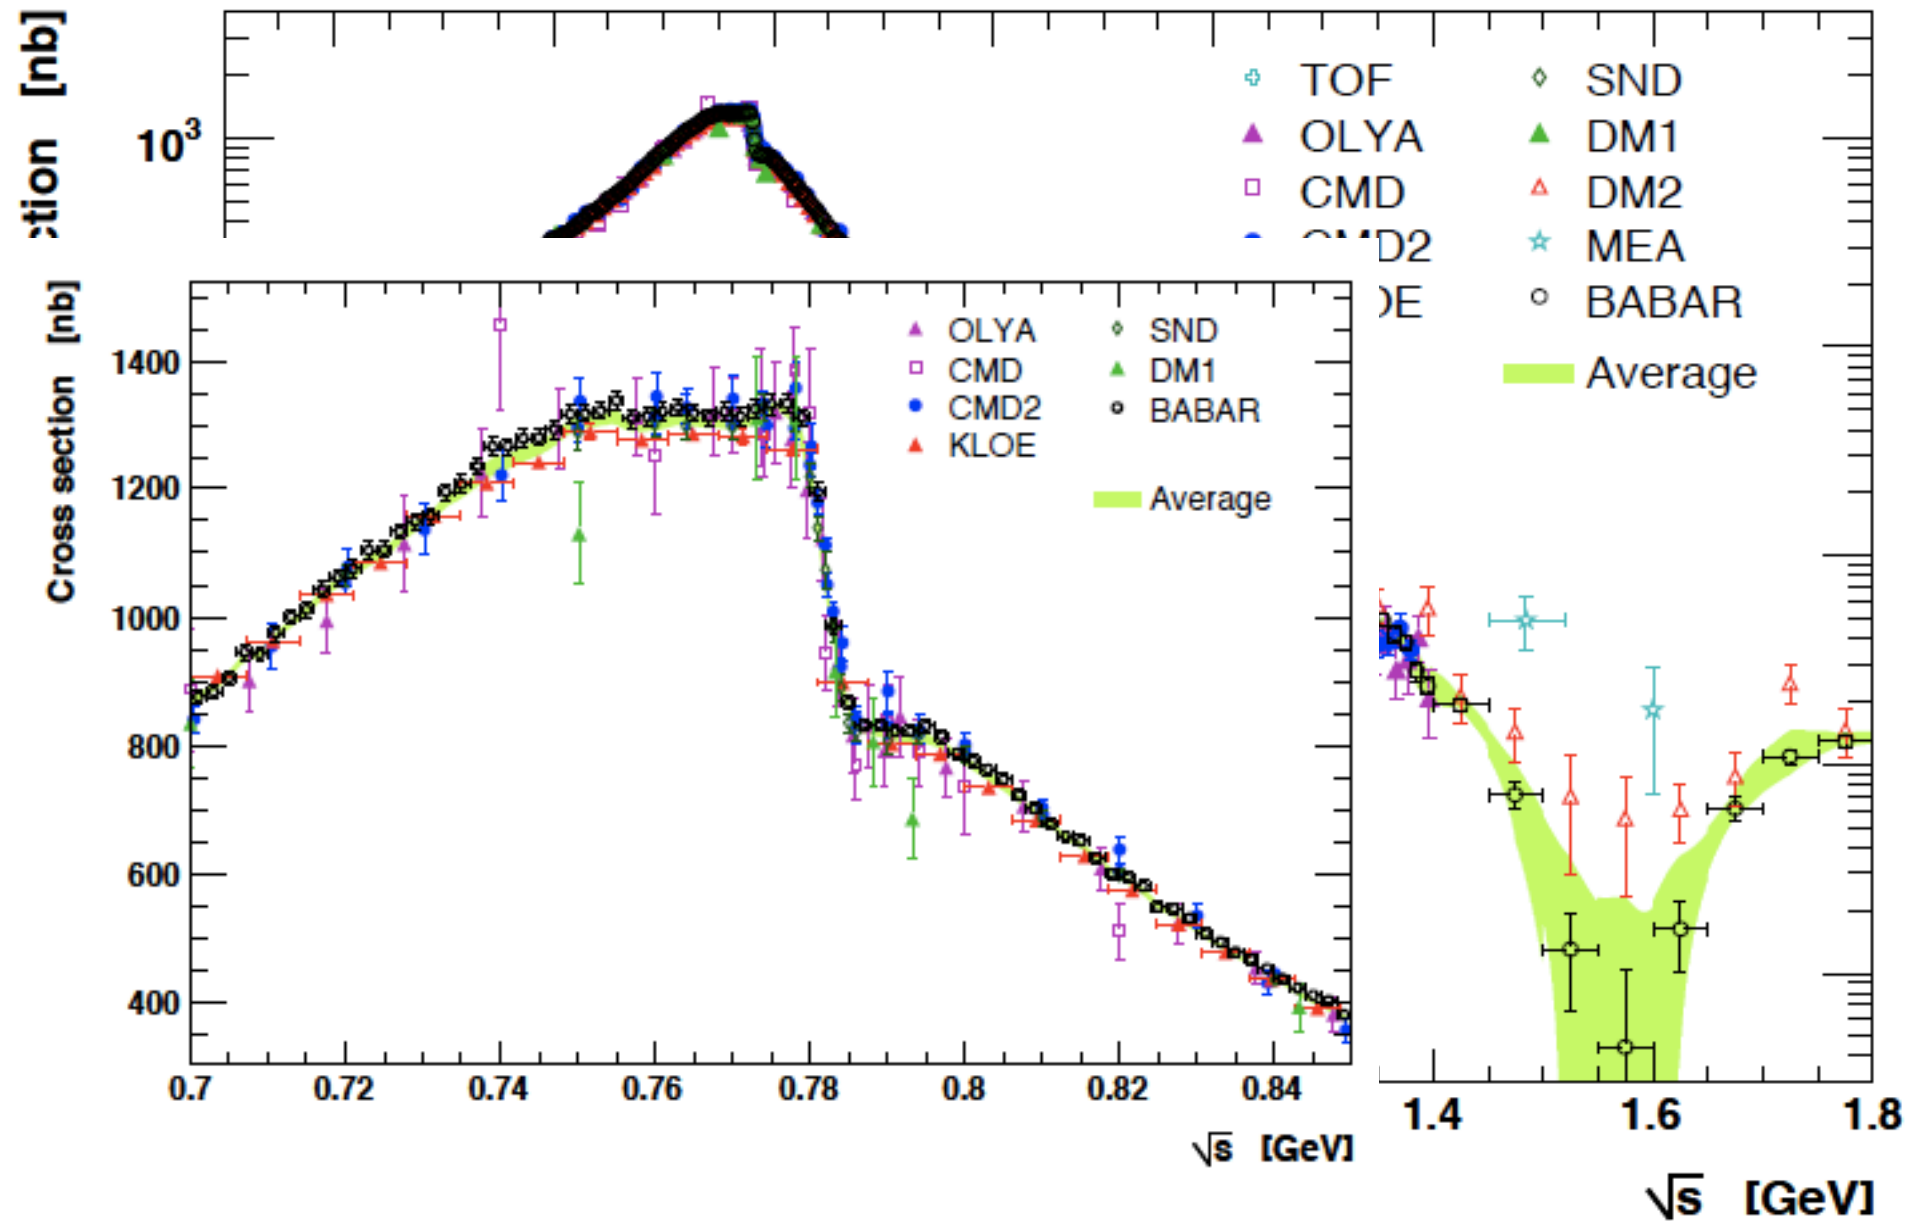 ction [nb]
10³
TOF
OLYA
CMD
SND
DM1
DM2
MEA
BABAR
Average
Cross section [nb]
1400
1200
1000
800
600
400
OLYA
CMD
CMD2
KLOE
SND
DM1
BABAR
Average
0.7 0.72 0.74 0.76 0.78 0.8 0.82 0.84
√s [GeV]
1.4 1.6 1.8
√s [GeV]